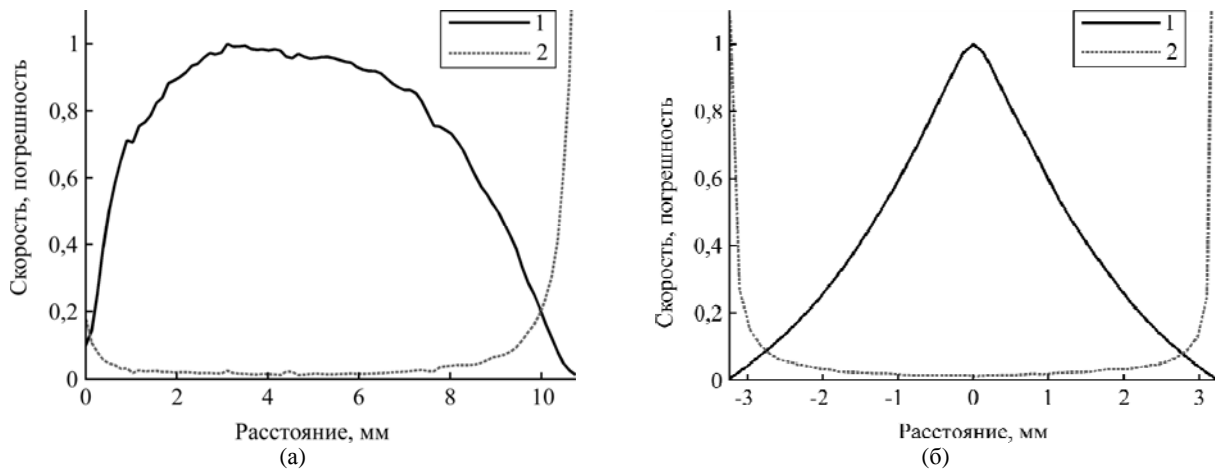 1
2
Скорость, погрешность
1
0,8
0,6
0,4
0,2
0
0 2 4 6 8 10
Расстояние, мм
(а)
1
2
Скорость, погрешность
1
0,8
0,6
0,4
0,2
0
-3 -2 -1 0 1 2 3
Расстояние, мм
(б)